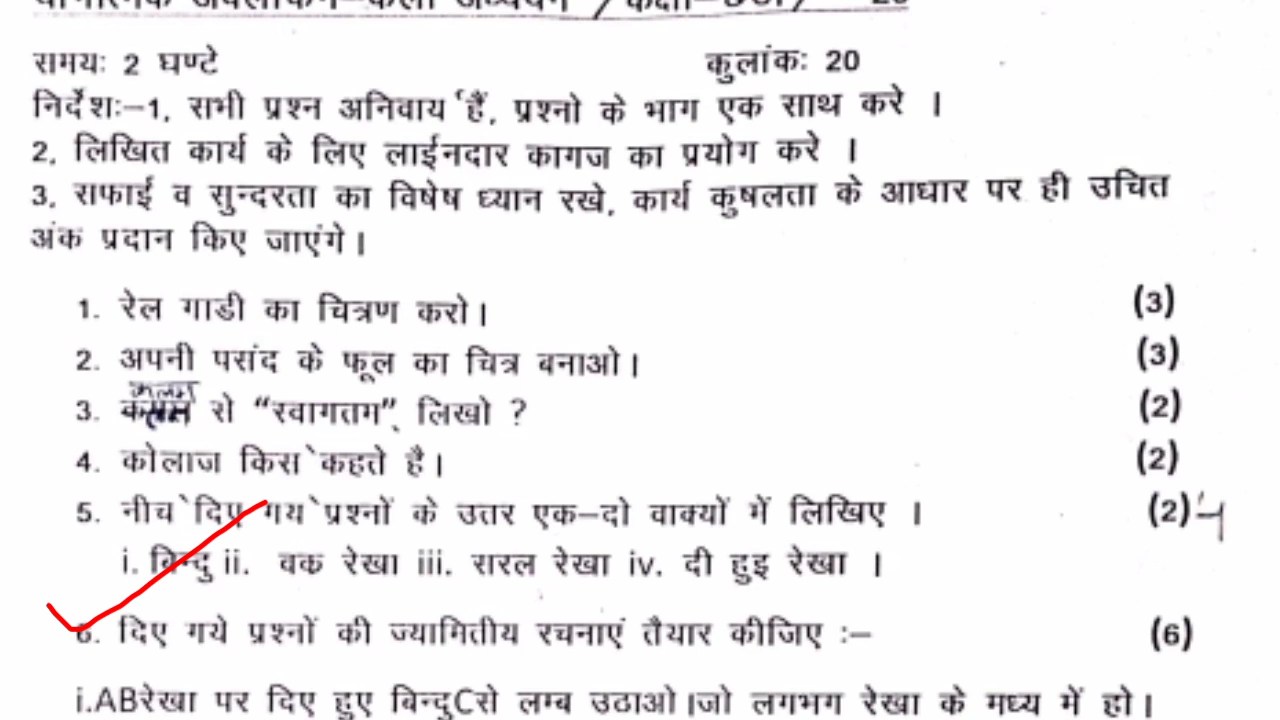 समयः 2 घण्टे कुलांकः 20
निर्देशः–1, सभी प्रश्न अनिवाय र्हैं, प्रश्नो के भाग एक साथ करे ।
2, लिखित कार्य के लिए लाईनदार कागज का प्रयोग करे ।
3, सफाई व सुन्दरता का विषेष ध्यान रखे, कार्य कुषलता के आधार पर ही उचित
अंक प्रदान किए जाएंगे।
1. रेल गाडी का चित्रण करो। (3)
2. अपनी पसंद के फूल का चित्र बनाओ। (3)
कलम
3. से “स्वागतम” लिखो ? (2)
4. कोलाज किस े कहते है। (2)
5. नीच े दिए गय े प्रश्नों के उत्तर एक–दो वाक्यों में लिखिए । (2)
i. बिन्दु ii. वक रेखा iii. सरल रेखा iv. दी हुइ रेखा ।
6. दिए गये प्रश्नों की ज्यामितीय रचनाएं तैयार कीजिए :– (6)
i.ABरेखा पर दिए हुए बिन्दुCसे लम्ब उठाओ।जो लगभग रेखा के मध्य में हो।